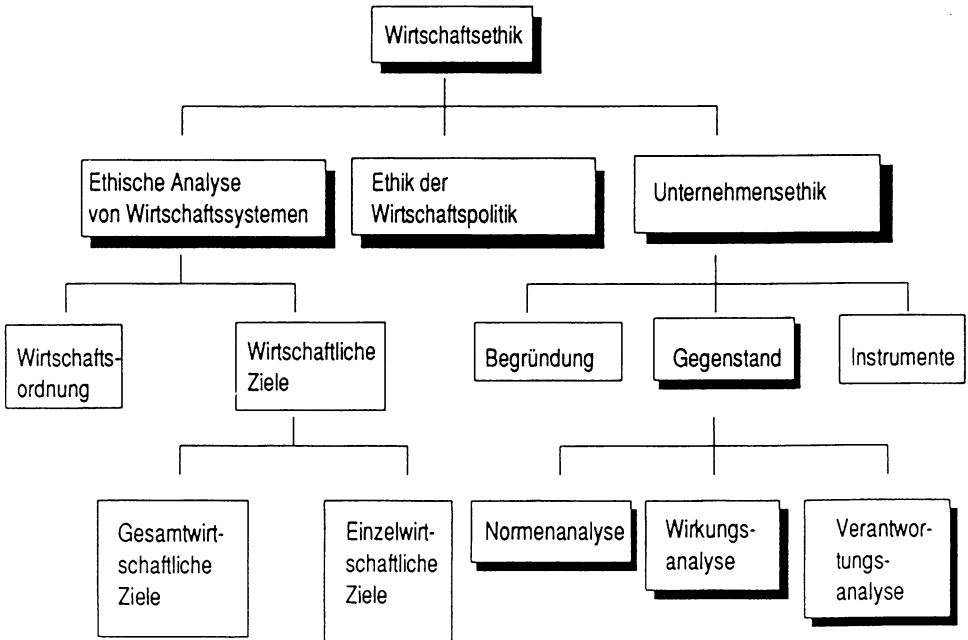 Wirtschaftsethik
Ethische Analyse
von Wirtschaftssystemen
Ethik der
Wirtschaftspolitik
Unternehmensethik
Wirtschafts-
ordnung
Wirtschaftliche
Ziele
Begründung
Gegenstand
Instrumente
Gesamtwirt-
schaftliche
Ziele
Einzelwirt-
schaftliche
Ziele
Normenanalyse
Wirkungs-
analyse
Verantwor-
tungs-
analyse